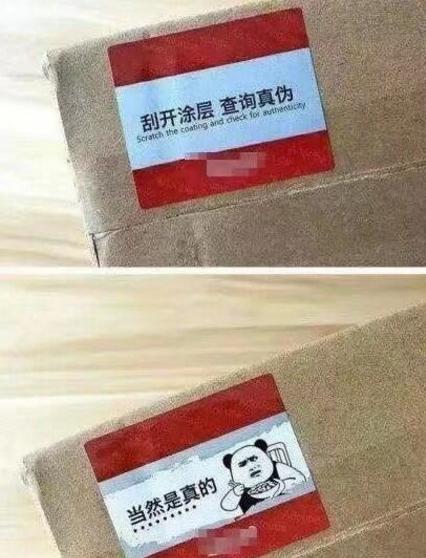 刮开涂层 查询真伪
Scratch the coating and check for authenticity
当然是真的